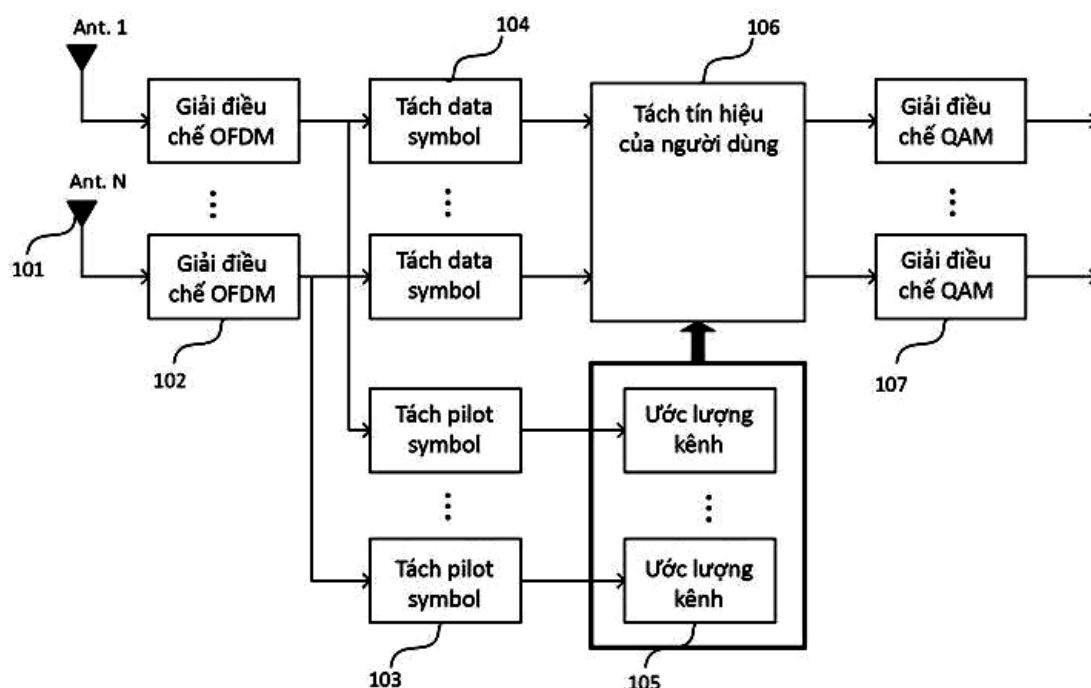 Ant. 1
104
106
Giải điều
chế OFDM
Tách data
symbol
Tách tín hiệu
của người dùng
Giải điều
chế QAM
Ant. N
101
Giải điều
chế OFDM
Tách data
symbol
Giải điều
chế QAM
102
107
Tách pilot
symbol
Ước lượng
kênh
Tách pilot
symbol
Ước lượng
kênh
103
105